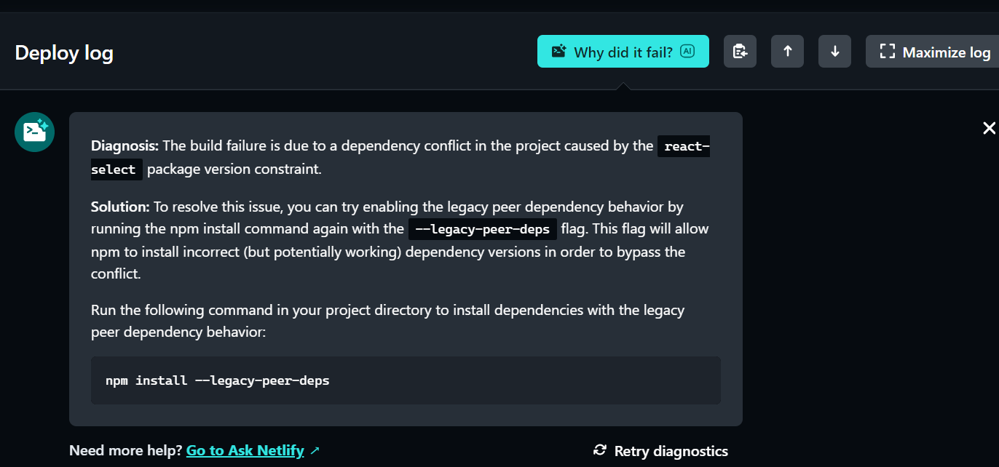 Deploy log
Why did it fail? AI
Maximize log
Diagnosis: The build failure is due to a dependency conflict in the project caused by the react-
select package version constraint.
Solution: To resolve this issue, you can try enabling the legacy peer dependency behavior by
running the npm install command again with the --legacy-peer-deps flag. This flag will allow
npm to install incorrect (but potentially working) dependency versions in order to bypass the
conflict.
Run the following command in your project directory to install dependencies with the legacy
peer dependency behavior:
npm install --legacy-peer-deps
Need more help? Go to Ask Netlify ↗
Retry diagnostics